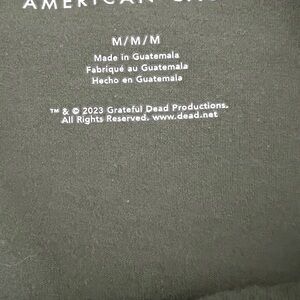 AMERICAN
M/M/M
Made in Guatemala
Fabriqué au Guatemala
Hecho en Guatemala
™ & © 2023 Grateful Dead Productions.
All Rights Reserved. www.dead.net